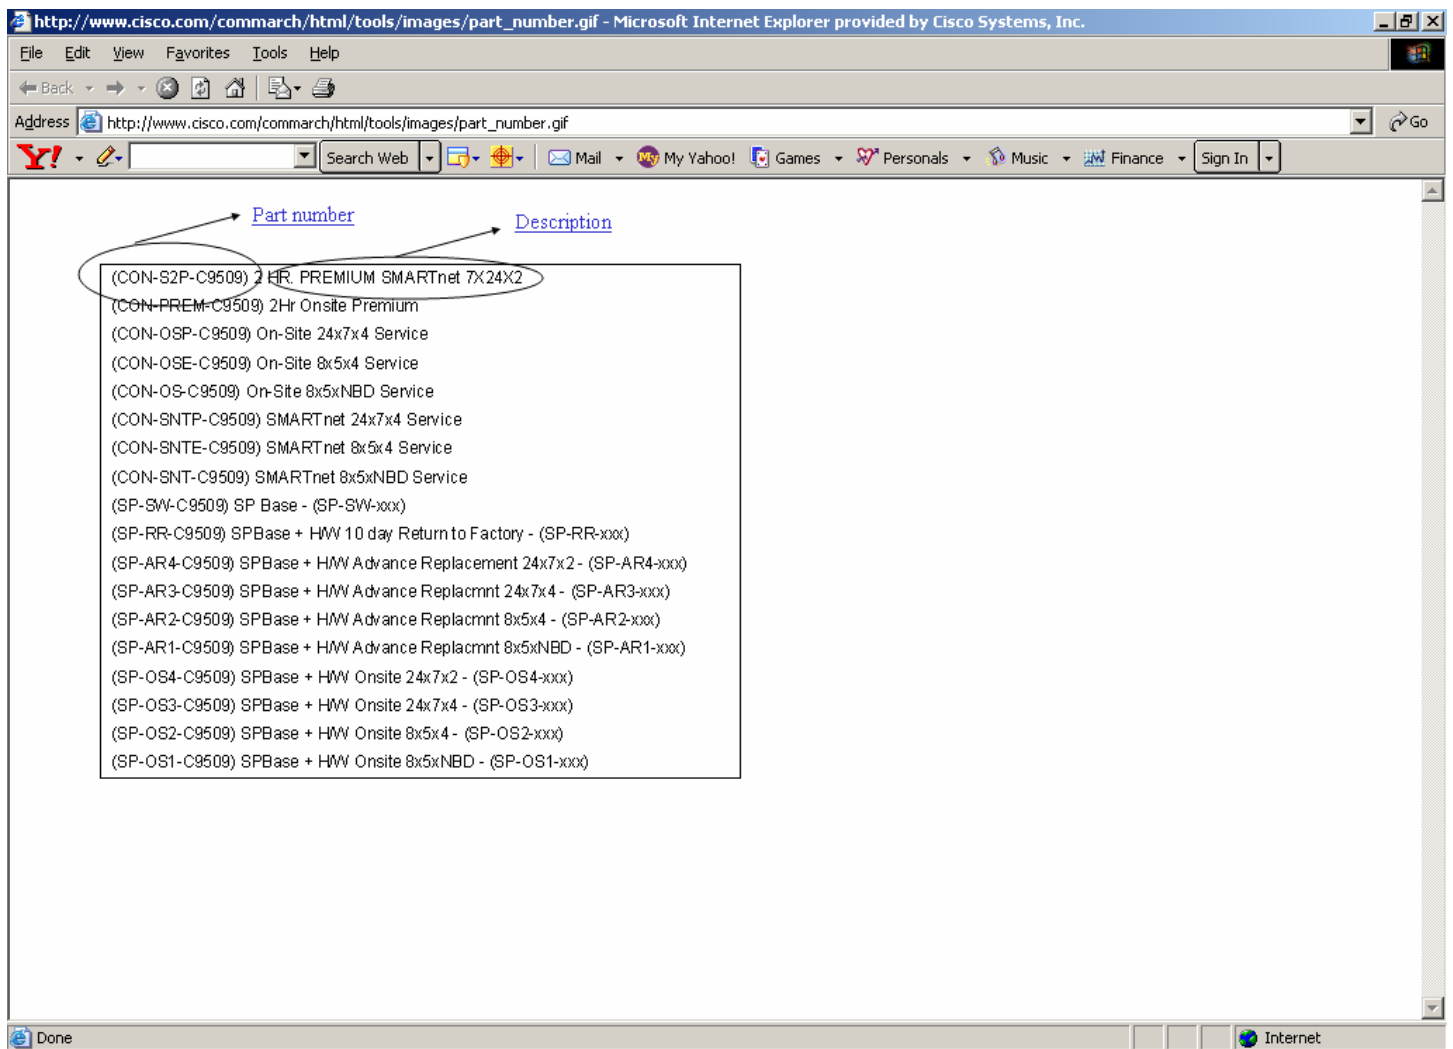 http://www.cisco.com/commarch/html/tools/images/part_number.gif - Microsoft Internet Explorer provided by Cisco Systems, Inc.
File Edit View Favorites Tools Help
Back
Address http://www.cisco.com/commarch/html/tools/images/part_number.gif Go
Y! Search Web Mail My My Yahoo! Games Personals Music Finance Sign In
Part number
Description
(CON-S2P-C9509) 2 HR. PREMIUM SMARTnet 7X24X2
(CON-PREM-C9509) 2Hr Onsite Premium
(CON-OSP-C9509) On-Site 24x7x4 Service
(CON-OSE-C9509) On-Site 8x5x4 Service
(CON-OS-C9509) On-Site 8x5xNBD Service
(CON-SNTP-C9509) SMARTnet 24x7x4 Service
(CON-SNTE-C9509) SMARTnet 8x5x4 Service
(CON-SNT-C9509) SMARTnet 8x5xNBD Service
(SP-SW-C9509) SP Base - (SP-SW-xxx)
(SP-RR-C9509) SPBase + H/W 10 day Return to Factory - (SP-RR-xxx)
(SP-AR4-C9509) SPBase + H/W Advance Replacement 24x7x2 - (SP-AR4-xxx)
(SP-AR3-C9509) SPBase + H/W Advance Replacmnt 24x7x4 - (SP-AR3-xxx)
(SP-AR2-C9509) SPBase + H/W Advance Replacmnt 8x5x4 - (SP-AR2-xxx)
(SP-AR1-C9509) SPBase + H/W Advance Replacmnt 8x5xNBD - (SP-AR1-xxx)
(SP-OS4-C9509) SPBase + H/W Onsite 24x7x2 - (SP-OS4-xxx)
(SP-OS3-C9509) SPBase + H/W Onsite 24x7x4 - (SP-OS3-xxx)
(SP-OS2-C9509) SPBase + H/W Onsite 8x5x4 - (SP-OS2-xxx)
(SP-OS1-C9509) SPBase + H/W Onsite 8x5xNBD - (SP-OS1-xxx)
Done Internet